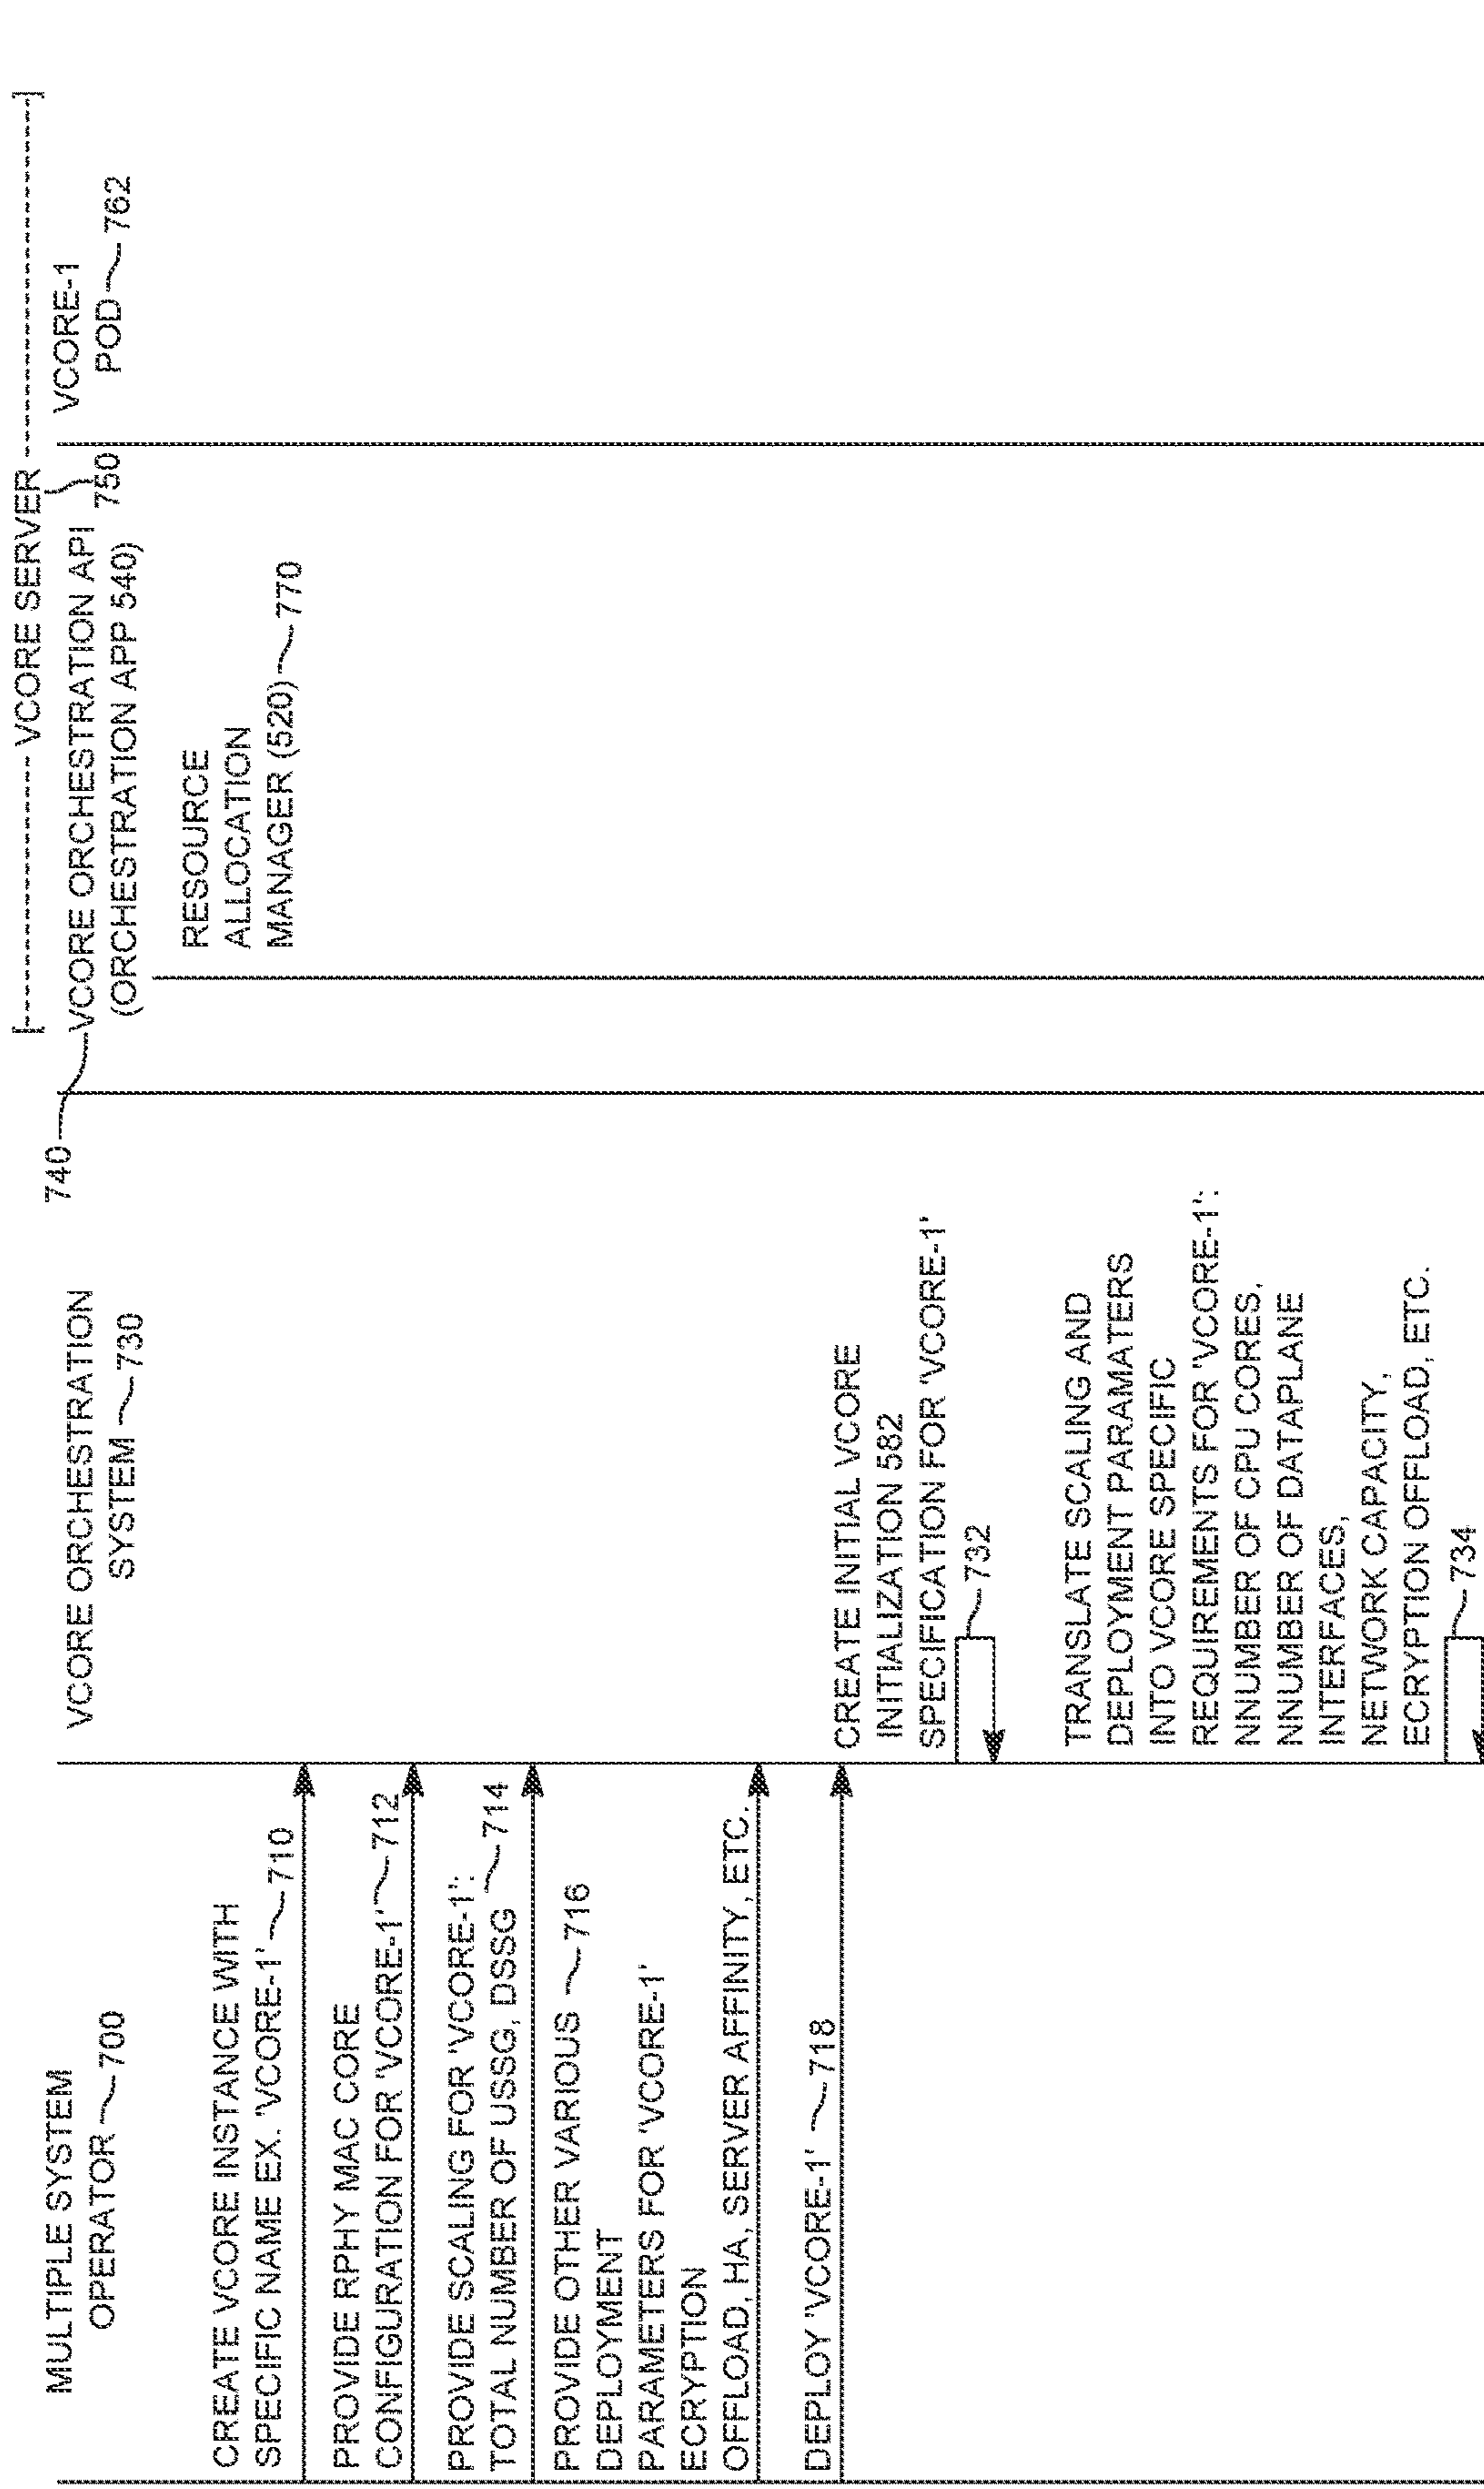 MULTIPLE SYSTEM
OPERATOR 700
VCORE ORCHESTRATION
SYSTEM 730
740
[------------- VCORE SERVER --------------------]
VCORE ORCHESTRATION API
(ORCHESTRATION APP 540)
750
VCORE-1
POD 762
RESOURCE
ALLOCATION
MANAGER (520) 770
CREATE VCORE INSTANCE WITH
SPECIFIC NAME EX. 'VCORE-1' 710
PROVIDE RPHY MAC CORE
CONFIGURATION FOR 'VCORE-1' 712
PROVIDE SCALING FOR 'VCORE-1':
TOTAL NUMBER OF USSG, DSSG 714
PROVIDE OTHER VARIOUS 716
DEPLOYMENT
PARAMETERS FOR 'VCORE-1'
ECRYPTION
OFFLOAD, HA, SERVER AFFINITY, ETC.
DEPLOY 'VCORE-1' 718
CREATE INITIAL VCORE
INITIALIZATION 582
SPECIFICATION FOR 'VCORE-1'
732
TRANSLATE SCALING AND
DEPLOYMENT PARAMATERS
INTO VCORE SPECIFIC
REQUIREMENTS FOR 'VCORE-1':
NNUMBER OF CPU CORES,
NNUMBER OF DATAPLANE
INTERFACES,
NETWORK CAPACITY,
ECRYPTION OFFLOAD, ETC.
734